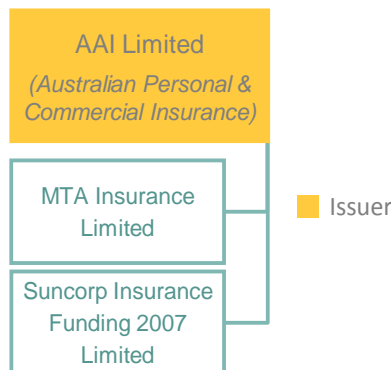 AAI Limited
(Australian Personal &
Commercial Insurance)
MTA Insurance
Limited
Issuer
Suncorp Insurance
Funding 2007
Limited